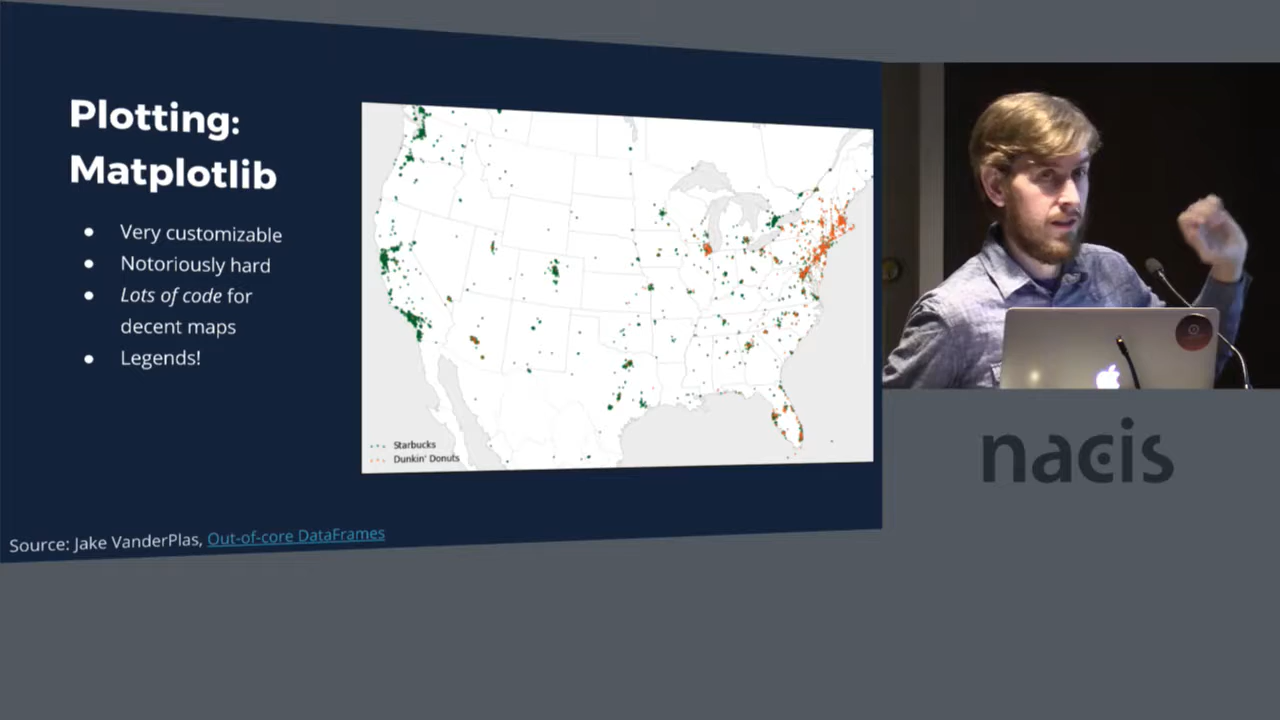 Plotting:
Matplotlib
● Very customizable
● Notoriously hard
● Lots of code for
decent maps
● Legends!
Starbucks
Dunkin' Donuts
Source: Jake VanderPlas, Out-of-core DataFrames
nacis